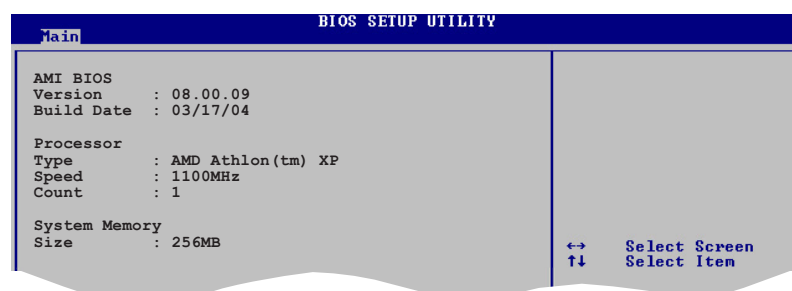 BIOS SETUP UTILITY
Main
AMI BIOS
Version : 08.00.09
Build Date : 03/17/04
Processor
Type : AMD Athlon(tm) XP
Speed : 1100MHz
Count : 1
System Memory
Size : 256MB
←→ Select Screen
↑↓ Select Item